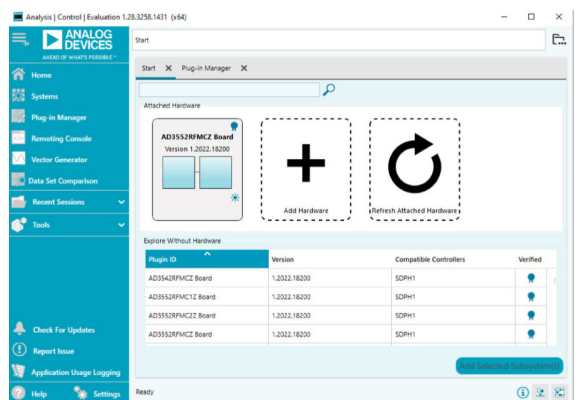 Analysis | Control | Evaluation 1.28.3258.1431 (x64)
ANALOG
DEVICES
AHEAD OF WHAT'S POSSIBLE™
Start
Home
Systems
Plug-in Manager
Remoting Console
Vector Generator
Data Set Comparison
Recent Sessions
Tools
Check For Updates
Report Issue
Application Usage Logging
Help Settings
Start Plug-in Manager
Attached Hardware
AD3552RFMCZ Board
Version 1.2022.18200
Add Hardware
Refresh Attached Hardware
Explore Without Hardware
Plugin ID Version Compatible Controllers Verified
AD3542RFMCZ Board 1.2022.18200 SDPH1
AD3552RFMC1Z Board 1.2022.18200 SDPH1
AD3552RFMC2Z Board 1.2022.18200 SDPH1
AD3552RFMCZ Board 1.2022.18200 SDPH1
Add Selected Subsystem(s)
Ready